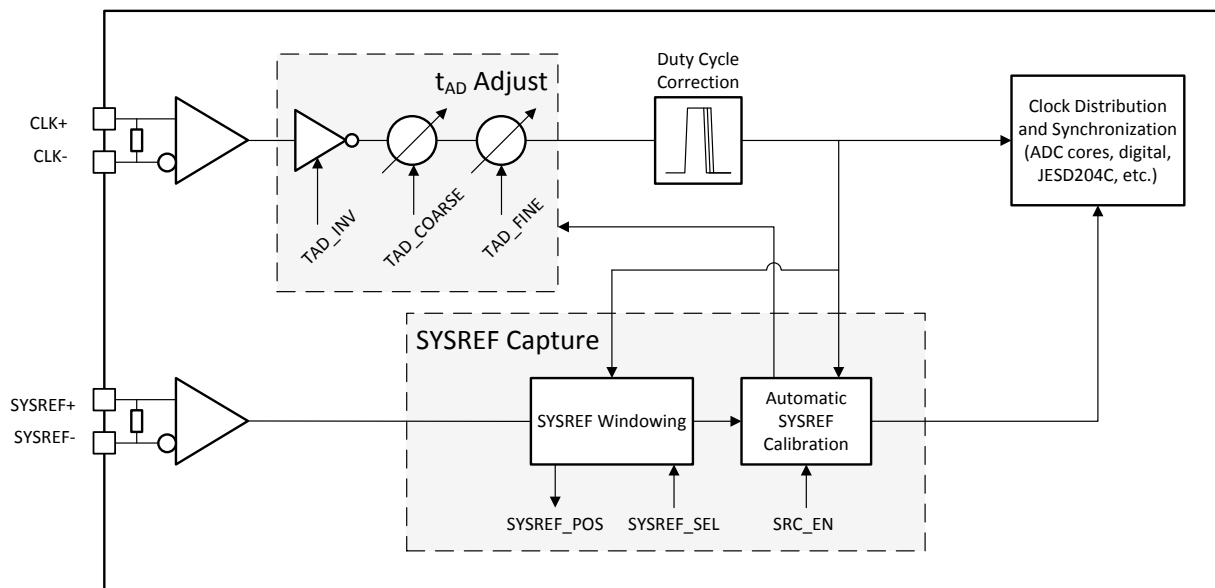 Duty Cycle
Correction
t_AD Adjust
Clock Distribution
and Synchronization
(ADC cores, digital,
JESD204C, etc.)
CLK+
CLK-
TAD_INV
TAD_COARSE
TAD_FINE
SYSREF Capture
SYSREF+
SYSREF-
SYSREF Windowing
Automatic
SYSREF
Calibration
SYSREF_POS
SYSREF_SEL
SRC_EN